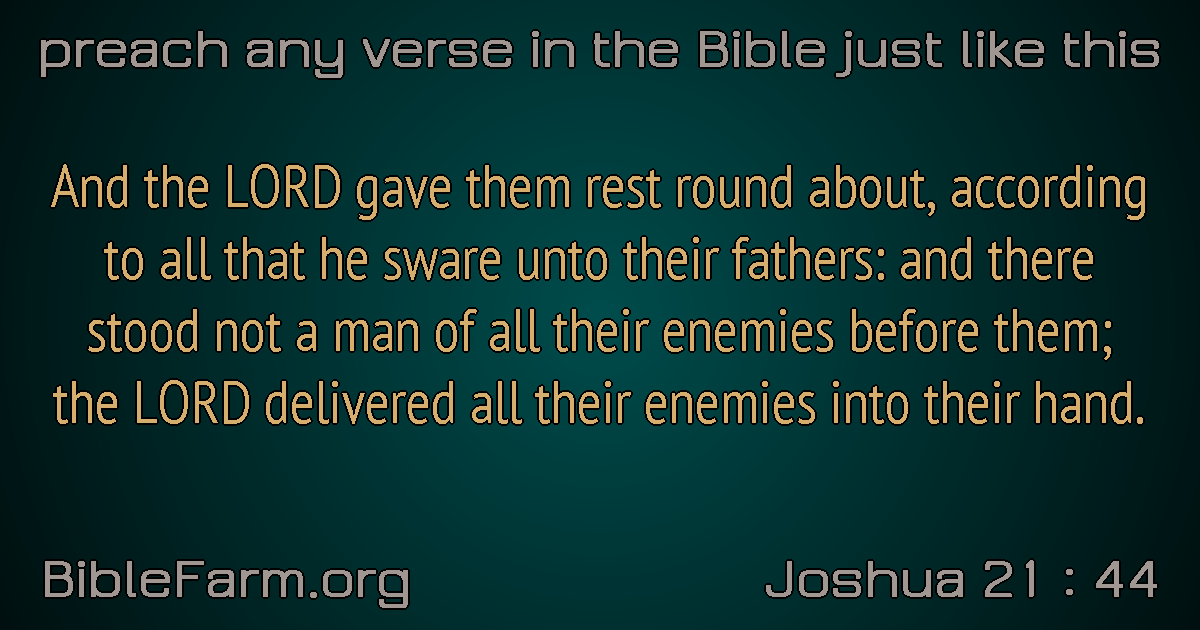 preach any verse in the Bible just like this
And the LORD gave them rest round about, according
to all that he sware unto their fathers: and there
stood not a man of all their enemies before them;
the LORD delivered all their enemies into their hand.
BibleFarm.org
Joshua 21 : 44